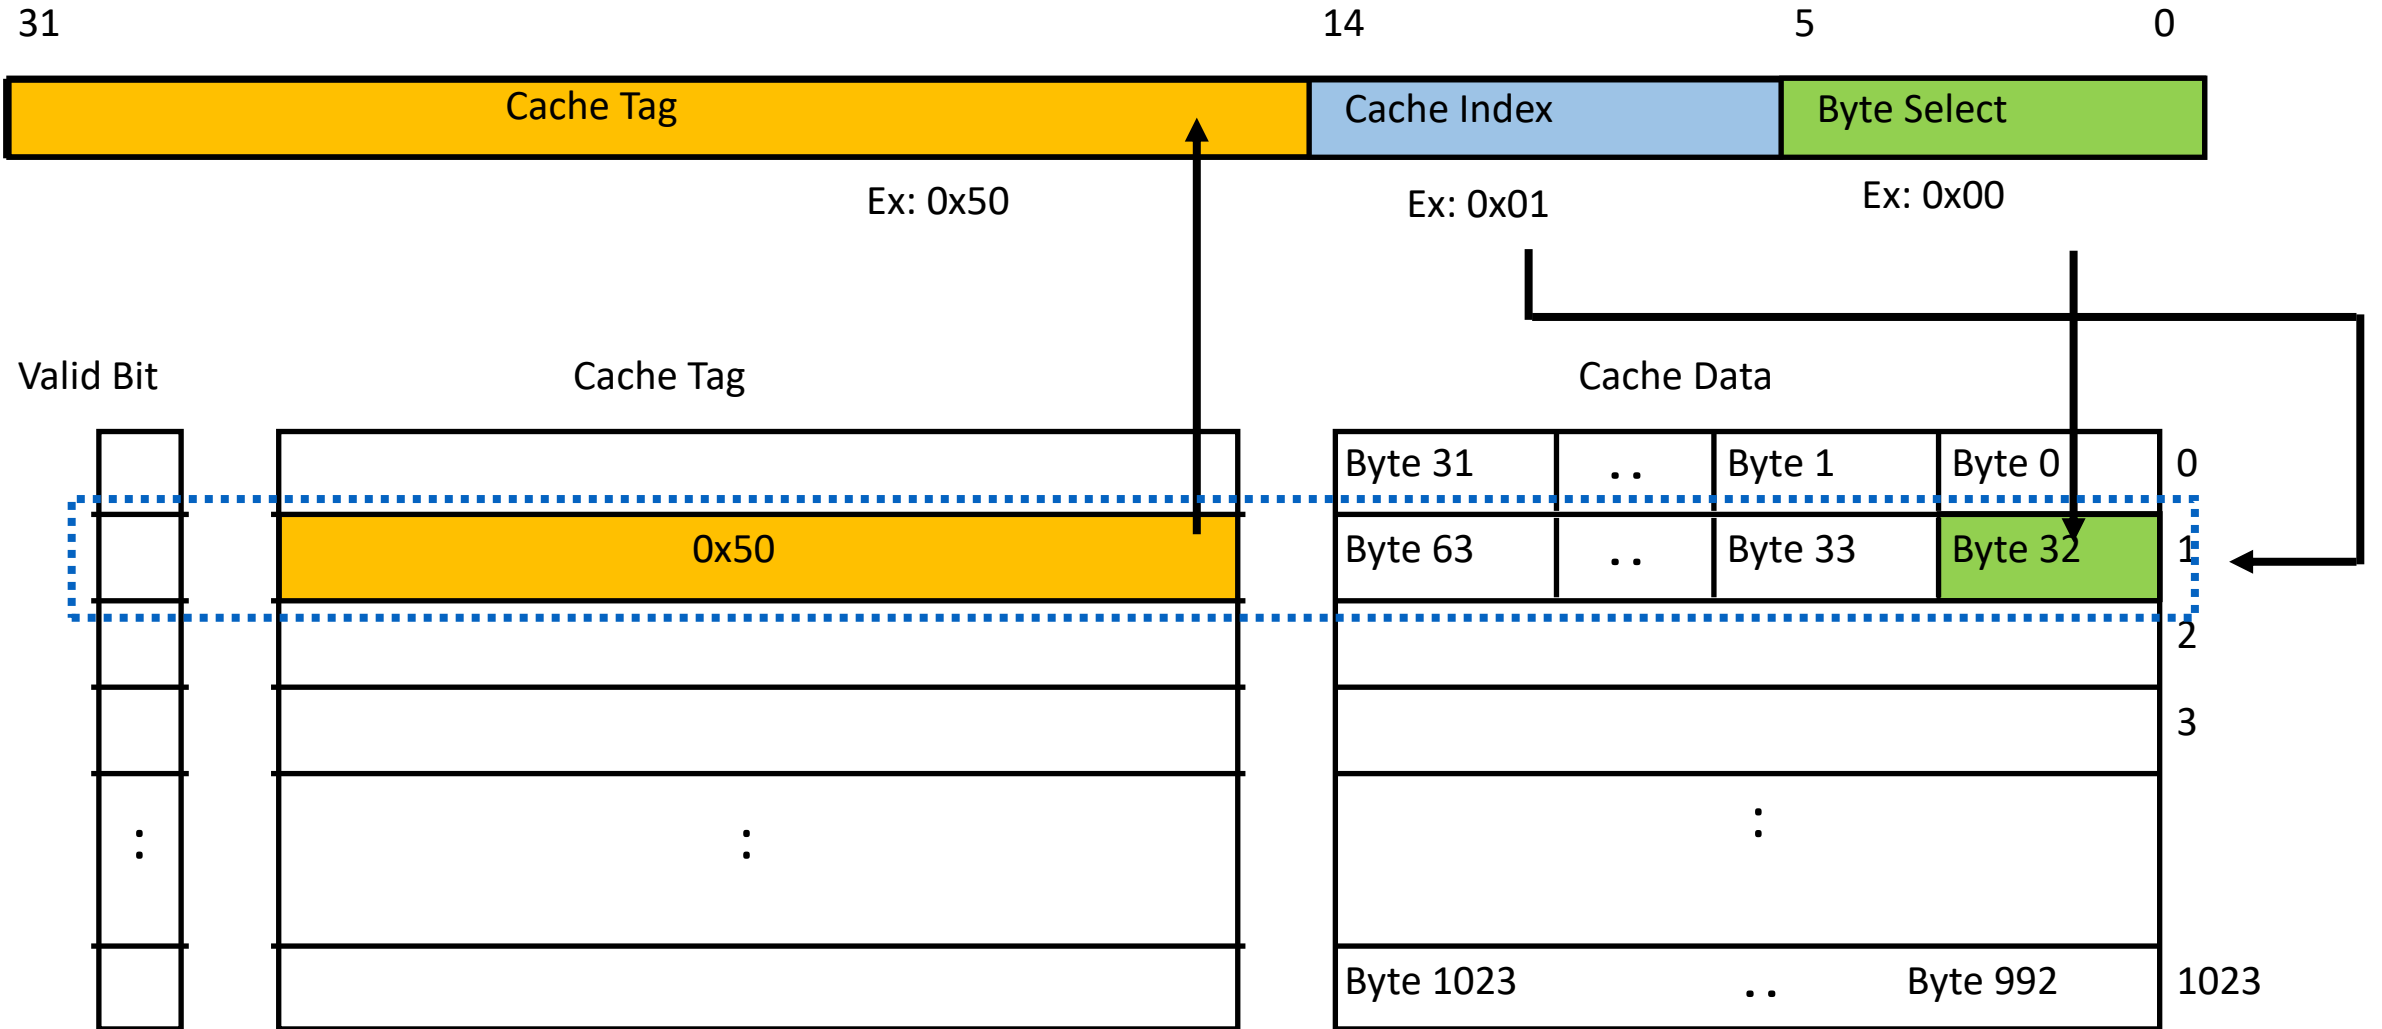 31 14 5 0
Cache Tag Cache Index Byte Select
Ex: 0x50 Ex: 0x01 Ex: 0x00
Valid Bit Cache Tag Cache Data
Byte 31 . . Byte 1 Byte 0 0
0x50 Byte 63 . . Byte 33 Byte 32 1
2
3
: : :
Byte 1023 . . Byte 992 1023